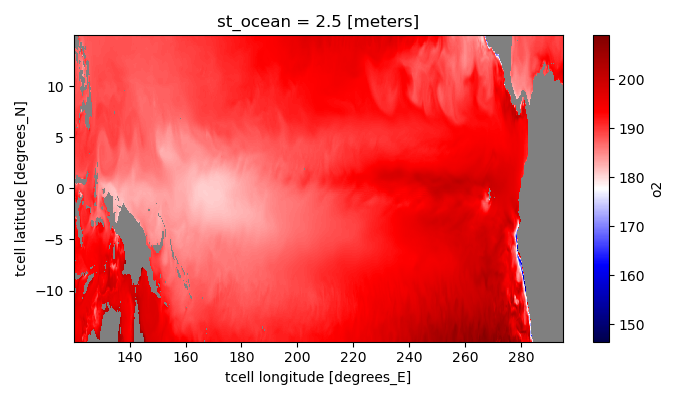 st_ocean = 2.5 [meters]
10
5
0
−5
−10
tcell latitude [degrees_N]
140 160 180 200 220 240 260 280
tcell longitude [degrees_E]
200
190
180
170
160
150
o2